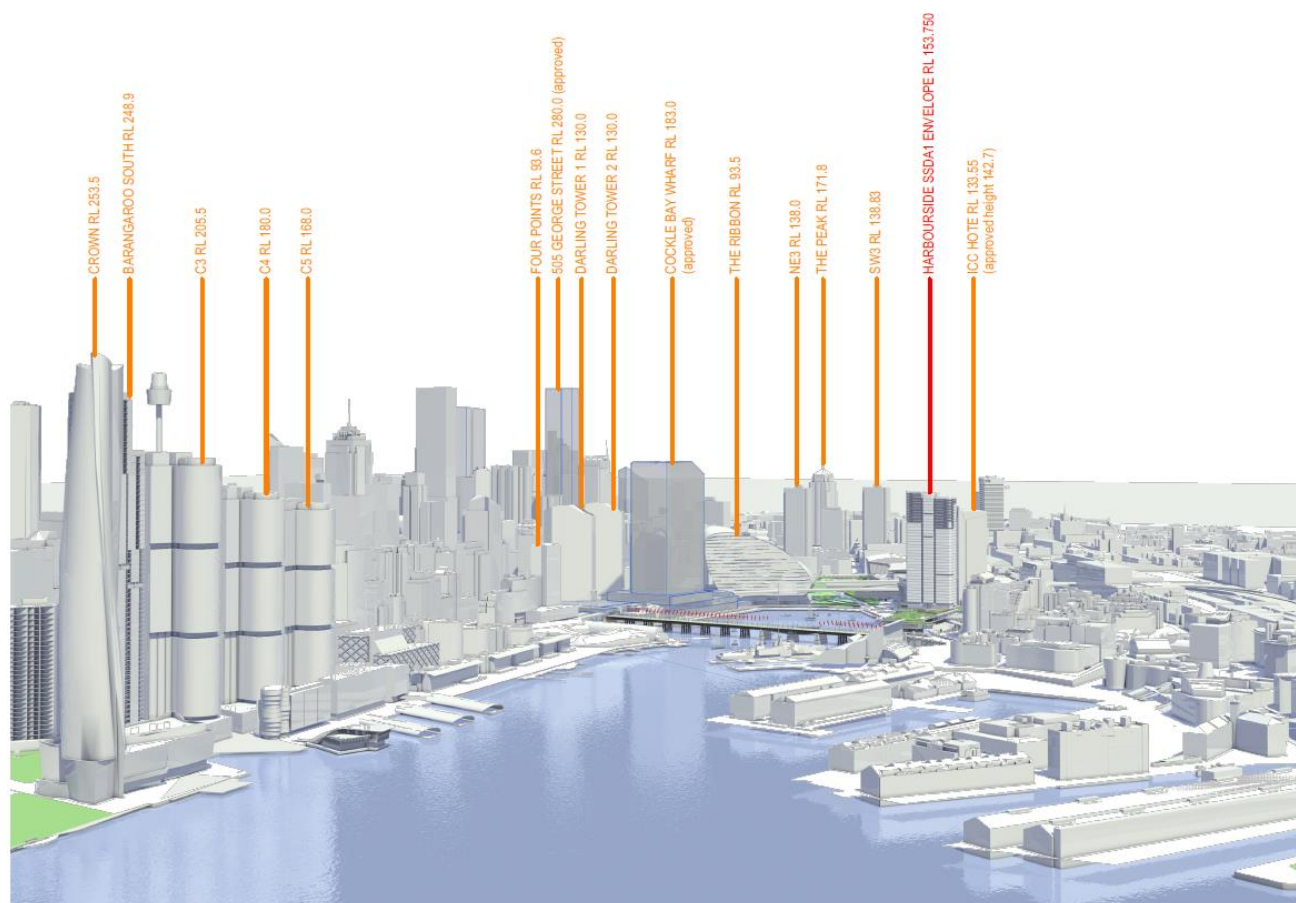 CROWN RL 253.5
BARANGAROO SOUTH RL 248.9
C3 RL 205.5
C4 RL 180.0
C5 RL 168.0
FOUR POINTS RL 93.6
505 GEORGE STREET RL 280.0 (approved)
DARLING TOWER 1 RL 130.0
DARLING TOWER 2 RL 130.0
COCKLE BAY WHARF RL 183.0
(approved)
THE RIBBON RL 93.5
NE3 RL 138.0
THE PEAK RL 171.8
SW3 RL 138.83
HARBOURSIDE SSDA1 ENVELOPE RL 153.750
ICC HOTE RL 133.55
(approved height 142.7)